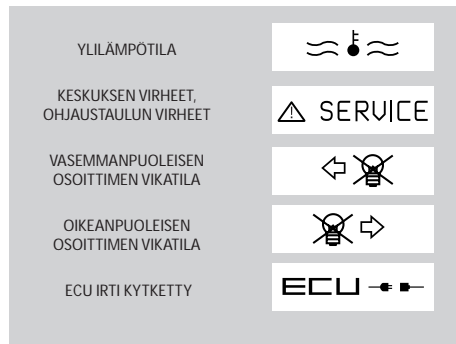 YLILÄMPÖTILA
KESKUKSEN VIRHEET,
OHJAUSTAULUN VIRHEET
SERVICE
VASEMMANPUOLEISEN
OSOITTIMEN VIKATILA
OIKEANPUOLEISEN
OSOITTIMEN VIKATILA
ECU IRTI KYTKETTY
ECU